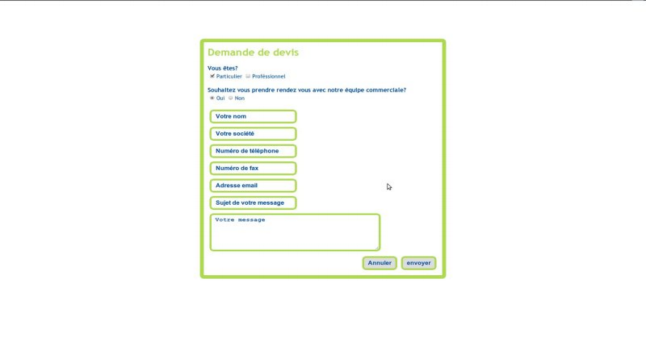 Demande de devis
Vous êtes?
Particulier Professionnel
Souhaitez vous prendre rendez vous avec notre équipe commerciale?
Oui Non
Votre nom
Votre société
Numéro de téléphone
Numéro de fax
Adresse email
Sujet de votre message
Votre message
Annuler envoyer